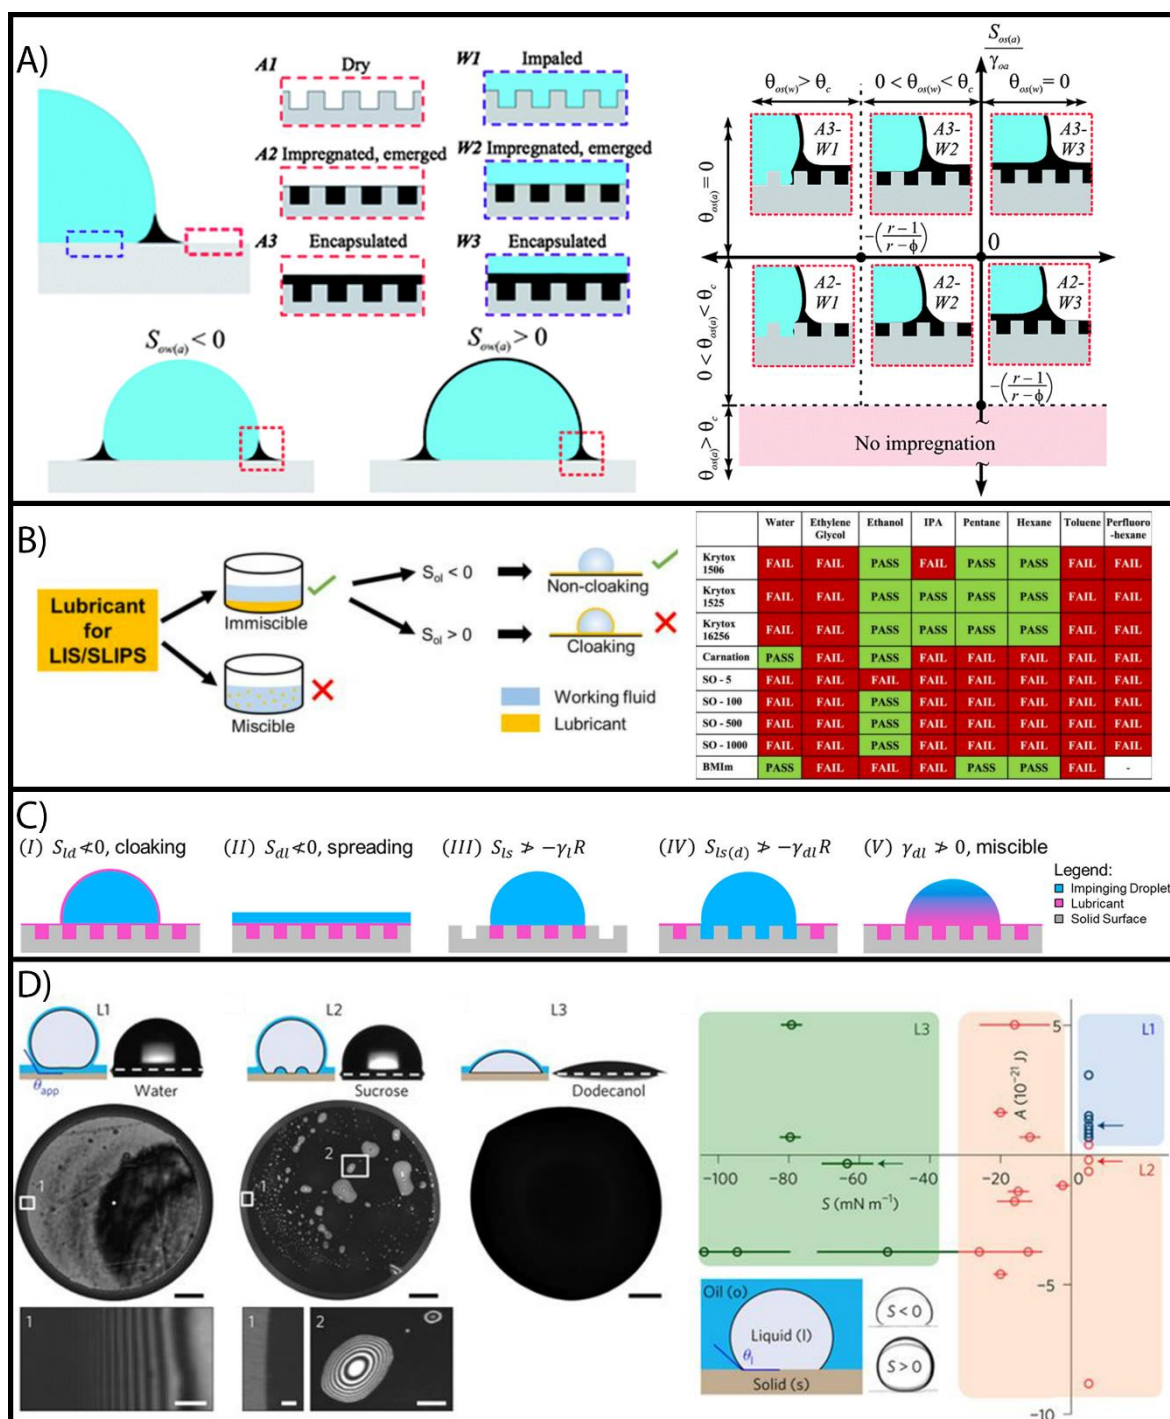 A)
A1
Dry
W1
Impaled
A2
Impregnated, emerged
W2
Impregnated, emerged
A3
Encapsulated
W3
Encapsulated
S_ow(a) < 0
S_ow(a) > 0
S_os(a)
γ_oa
θ_os(w) > θ_c
0 < θ_os(w) < θ_c
θ_os(w) = 0
θ_os(a) = 0
A3-
W1
A3-
W2
A3-
W3
-(r - 1 / r - ϕ)
0
0 < θ_os(a) < θ_c
A2-
W1
A2-
W2
A2-
W3
-(r - 1 / r - ϕ)
θ_os(a) > θ_c
No impregnation
B)
Lubricant
for
LIS/SLIPS
Immiscible
Miscible
S_ol < 0
Non-cloaking
S_ol > 0
Cloaking
Working fluid
Lubricant
Water Ethylene Glycol Ethanol IPA Pentane Hexane Toluene Perfluoro-hexane
Krytox 1506 FAIL FAIL PASS FAIL PASS PASS FAIL FAIL
Krytox 1525 FAIL FAIL PASS PASS PASS PASS FAIL FAIL
Krytox 16256 FAIL FAIL PASS PASS PASS PASS FAIL FAIL
Carnation PASS FAIL PASS FAIL FAIL FAIL FAIL FAIL
SO - 5 FAIL FAIL FAIL FAIL FAIL FAIL FAIL FAIL
SO - 100 FAIL FAIL PASS FAIL FAIL FAIL FAIL FAIL
SO - 500 FAIL FAIL PASS FAIL FAIL FAIL FAIL FAIL
SO - 1000 FAIL FAIL PASS FAIL FAIL FAIL FAIL FAIL
BMIm PASS FAIL FAIL FAIL PASS PASS FAIL -
C)
(I) S_ld ≮ 0, cloaking
(II) S_dl ≮ 0, spreading
(III) S_ls ≯ −γ_l R
(IV) S_ls(d) ≯ −γ_dl R
(V) γ_dl ≯ 0, miscible
Legend:
Impinging Droplet
Lubricant
Solid Surface
D)
L1
θ_app
Water
L2
Sucrose
L3
Dodecanol
1
1
2
1
1
2
L3
L1
L2
5
A (10⁻²¹ J)
−100
−80
−60
−40
−20
0
S (mN m⁻¹)
−5
−10
Oil (o)
Liquid (l)
θ_l
Solid (s)
S < 0
S > 0